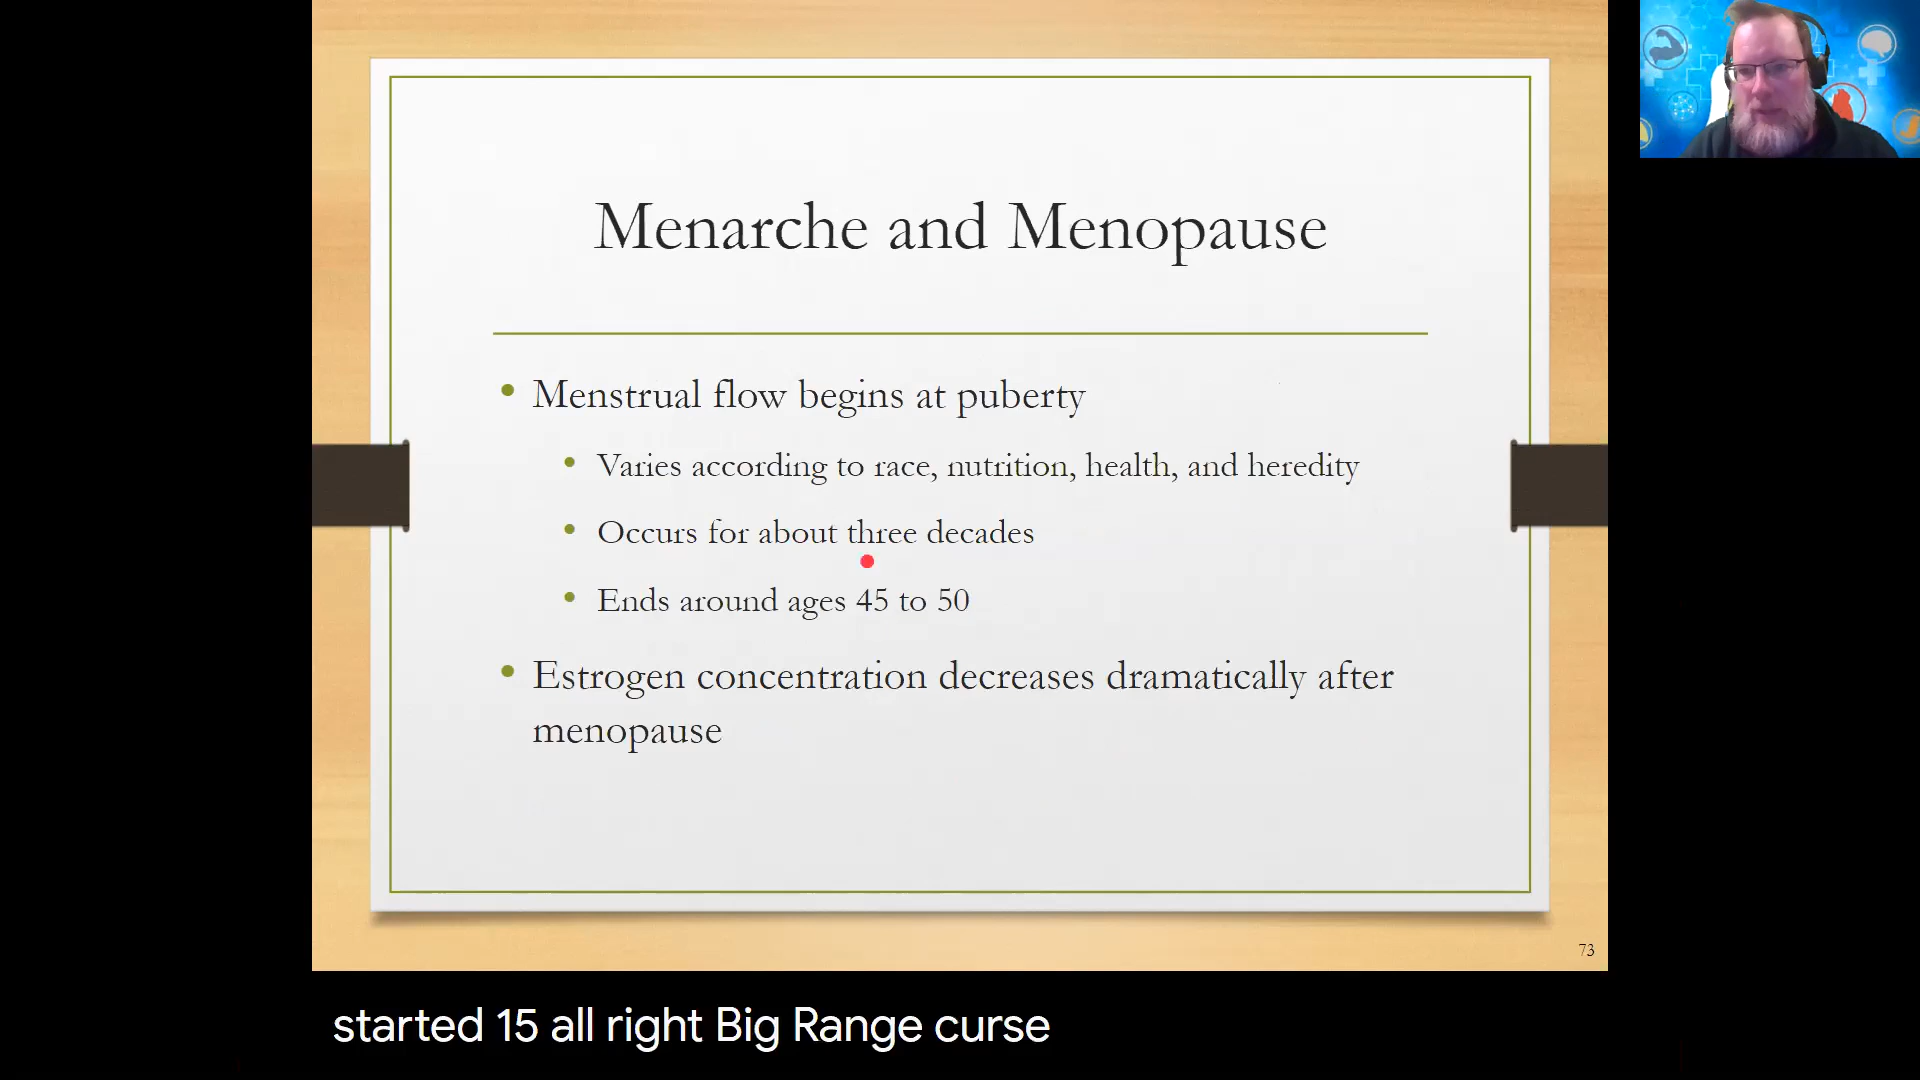 Menarche and Menopause
• Menstrual flow begins at puberty
• Varies according to race, nutrition, health, and heredity
• Occurs for about three decades
• Ends around ages 45 to 50
• Estrogen concentration decreases dramatically after
menopause
73
started 15 all right Big Range curse